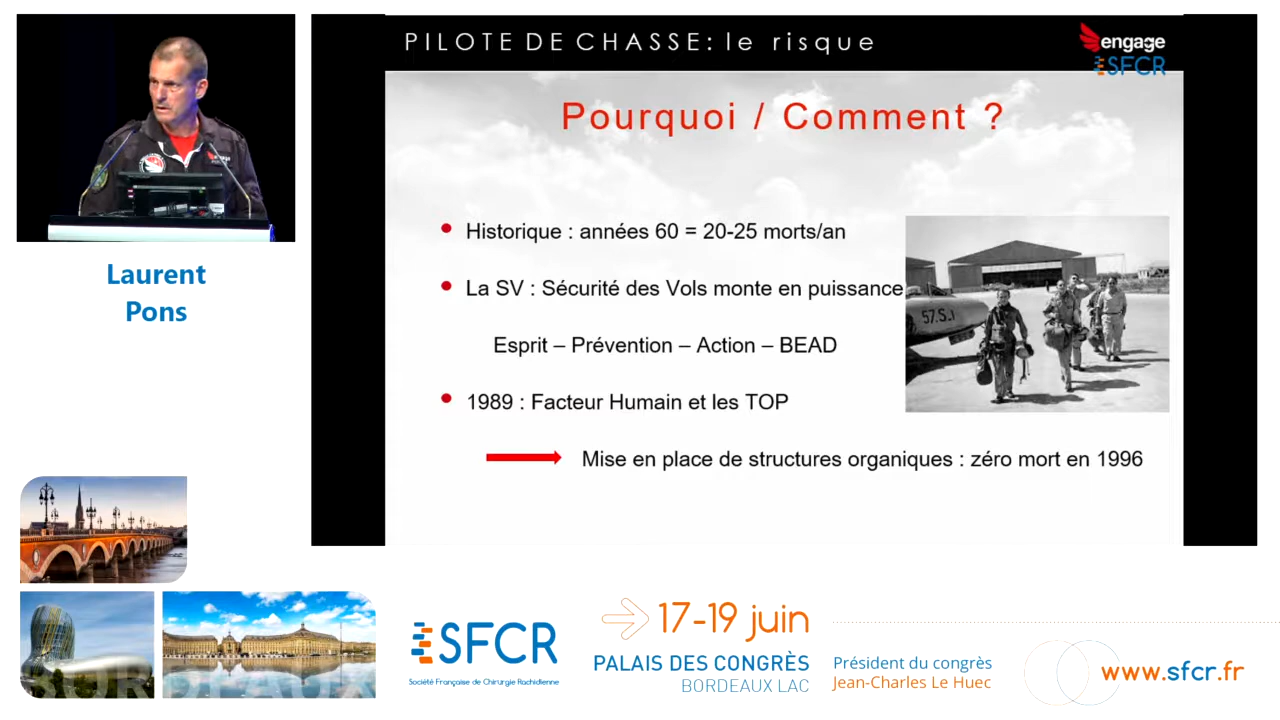 PILOTE DE CHASSE: le risque
engage
SFCR
Pourquoi / Comment ?
Historique : années 60 = 20-25 morts/an
La SV : Sécurité des Vols monte en puissance
Esprit – Prévention – Action – BEAD
1989 : Facteur Humain et les TOP
Mise en place de structures organiques : zéro mort en 1996
57.S.1
Laurent
Pons
BORDEAUX
SFCR
Société Française de Chirurgie Rachidienne
17-19 juin
PALAIS DES CONGRÈS
BORDEAUX LAC
Président du congrès
Jean-Charles Le Huec
www.sfcr.fr